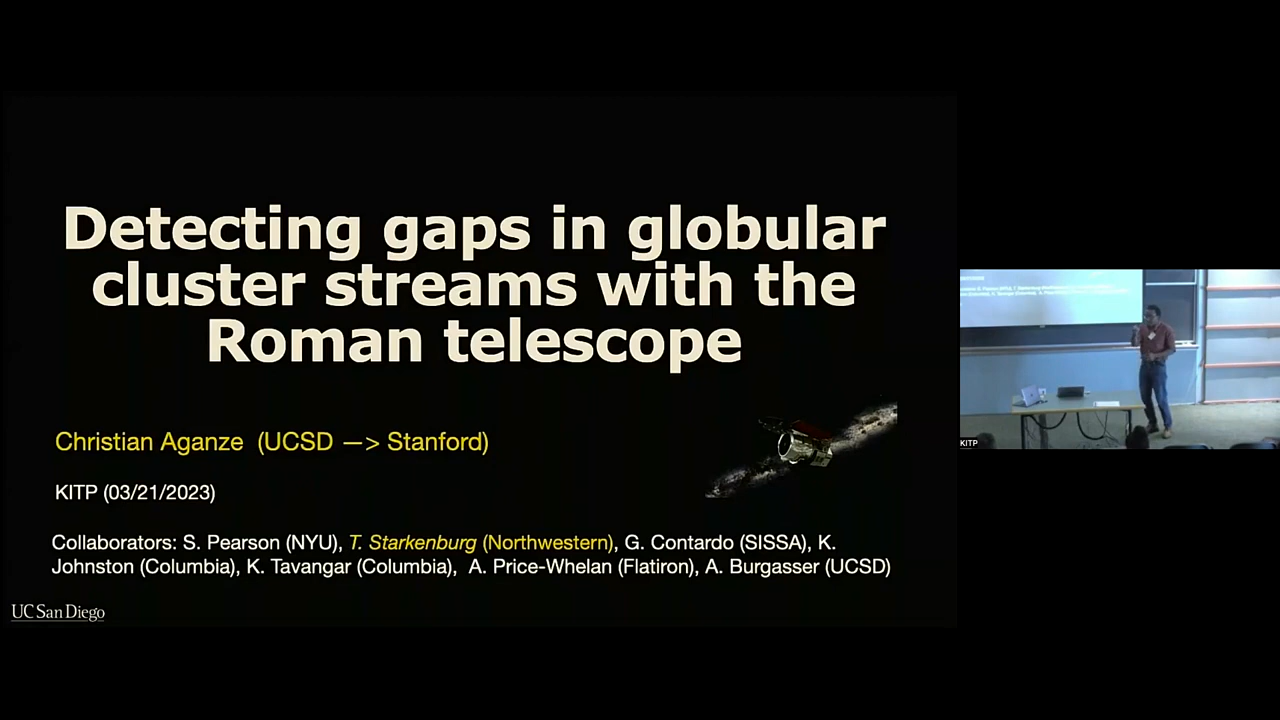 Detecting gaps in globular
cluster streams with the
Roman telescope
Christian Aganze (UCSD —> Stanford)
KITP (03/21/2023)
Collaborators: S. Pearson (NYU), T. Starkenburg (Northwestern), G. Contardo (SISSA), K.
Johnston (Columbia), K. Tavangar (Columbia), A. Price-Whelan (Flatiron), A. Burgasser (UCSD)
UC San Diego
KITP